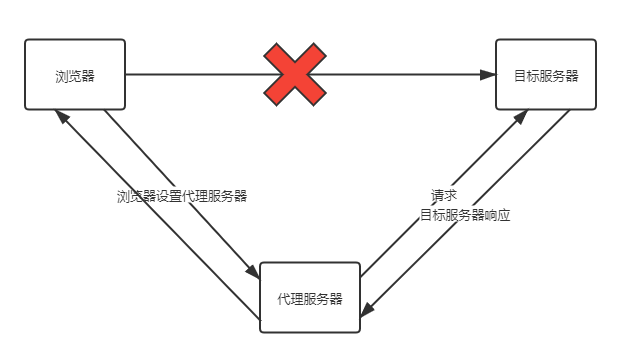 浏览器
目标服务器
浏览器设置代理服务器
请求
目标服务器响应
代理服务器